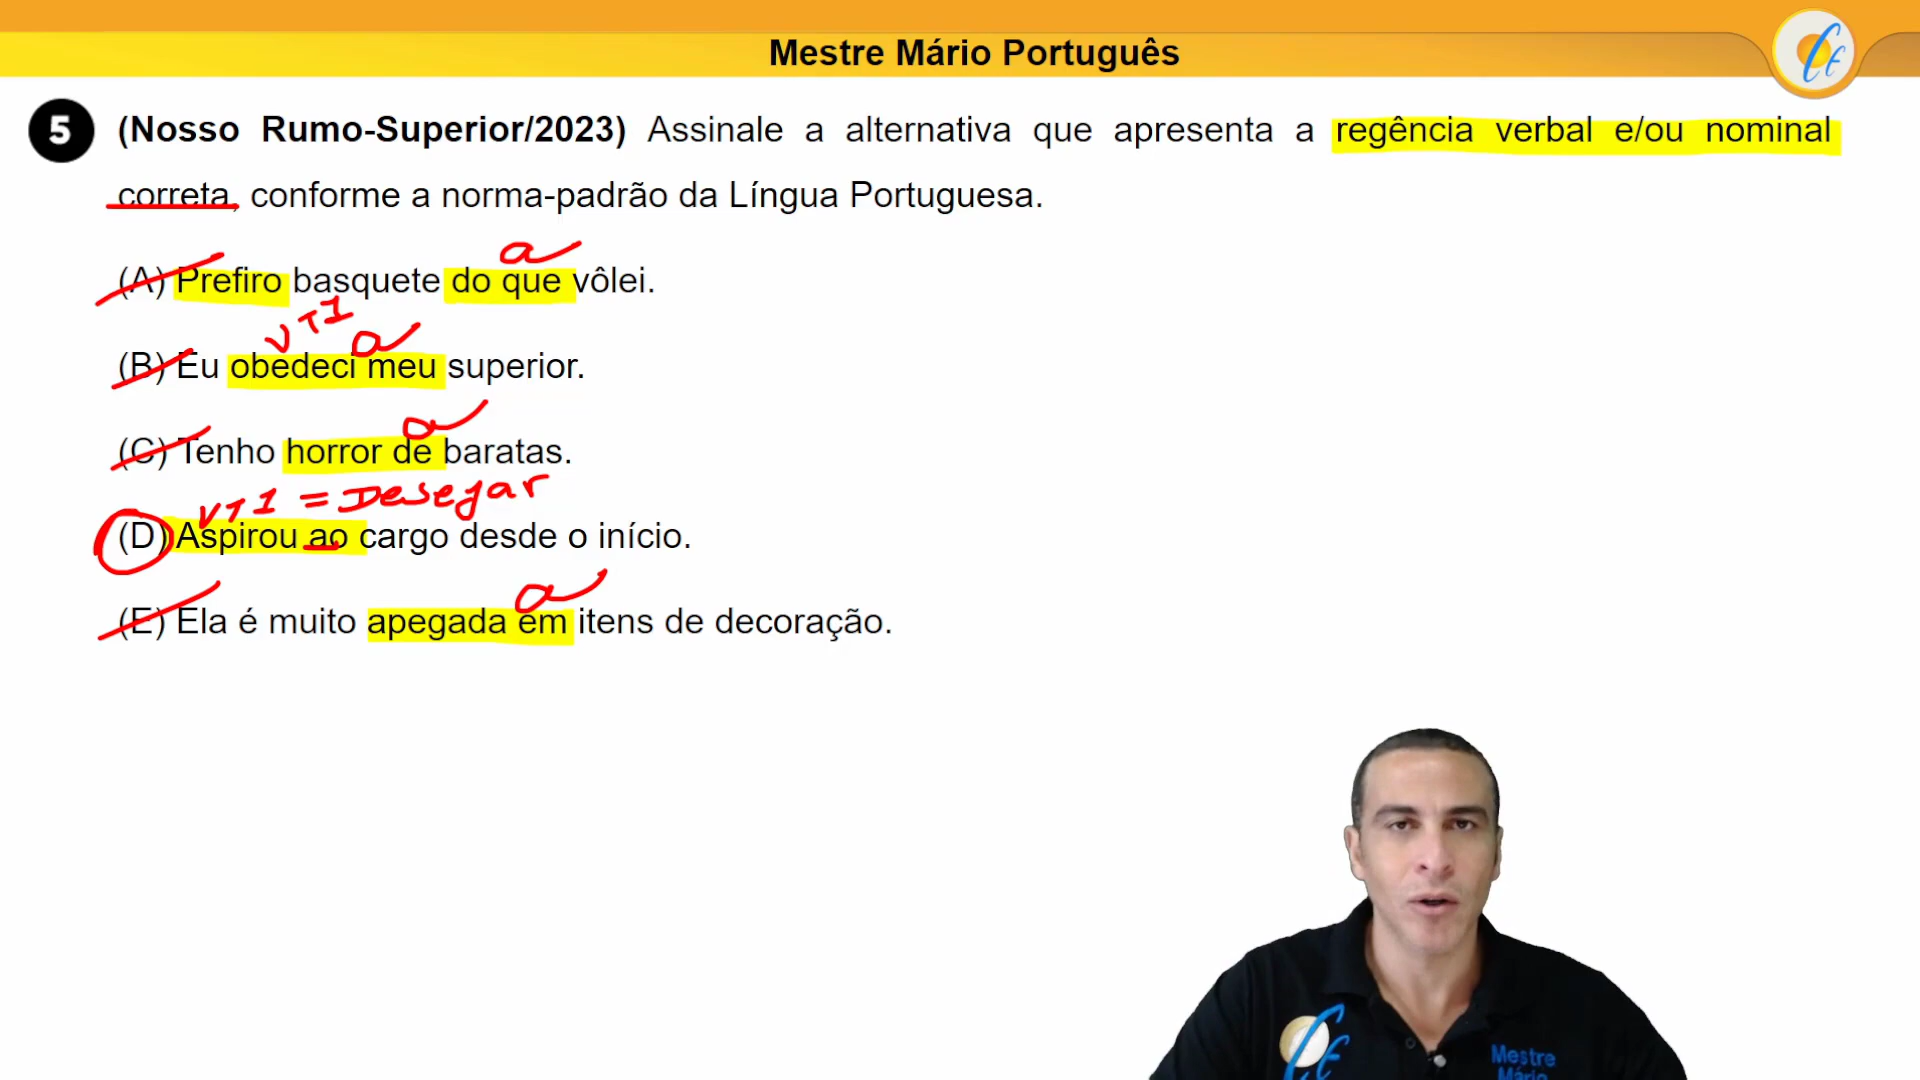 Mestre Mário Português
5 (Nosso Rumo-Superior/2023) Assinale a alternativa que apresenta a regência verbal e/ou nominal
correta, conforme a norma-padrão da Língua Portuguesa.
a
(A) Prefiro basquete do que vôlei.
VTI a
(B) Eu obedeci meu superior.
a
(C) Tenho horror de baratas.
VTI = Desejar
(D) Aspirou ao cargo desde o início.
a
(E) Ela é muito apegada em itens de decoração.
Mestre
Mário